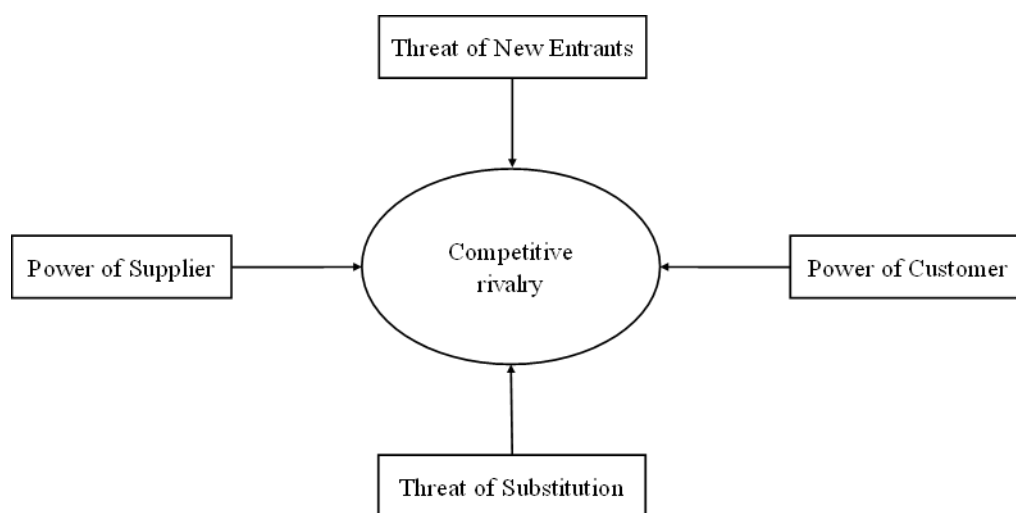 Threat of New Entrants
Power of Supplier
Competitive
rivalry
Power of Customer
Threat of Substitution